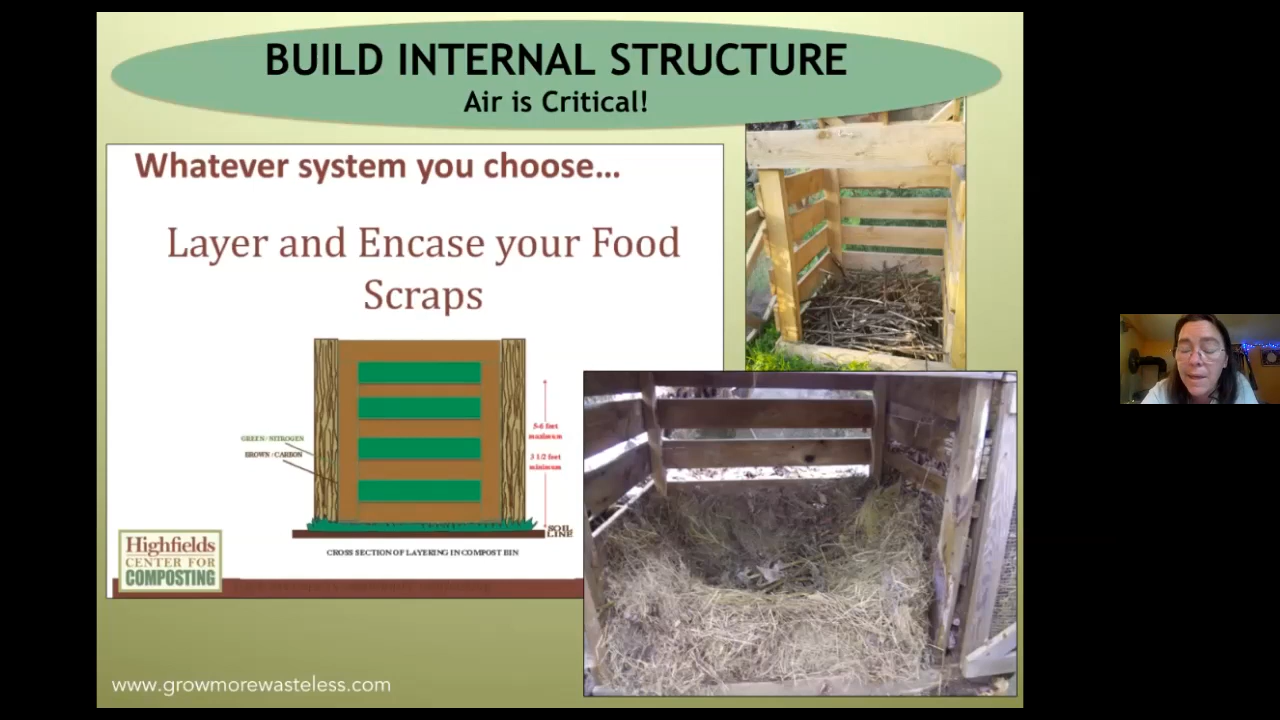 BUILD INTERNAL STRUCTURE
Air is Critical!
Whatever system you choose...
Layer and Encase your Food
Scraps
GREEN / NITROGEN
BROWN / CARBON
5-6 feet
maximum
3 1/2 feet
minimum
SOIL
LINE
CROSS SECTION OF LAYERING IN COMPOST BIN
Highfields
CENTER FOR
COMPOSTING
www.growmorewasteless.com